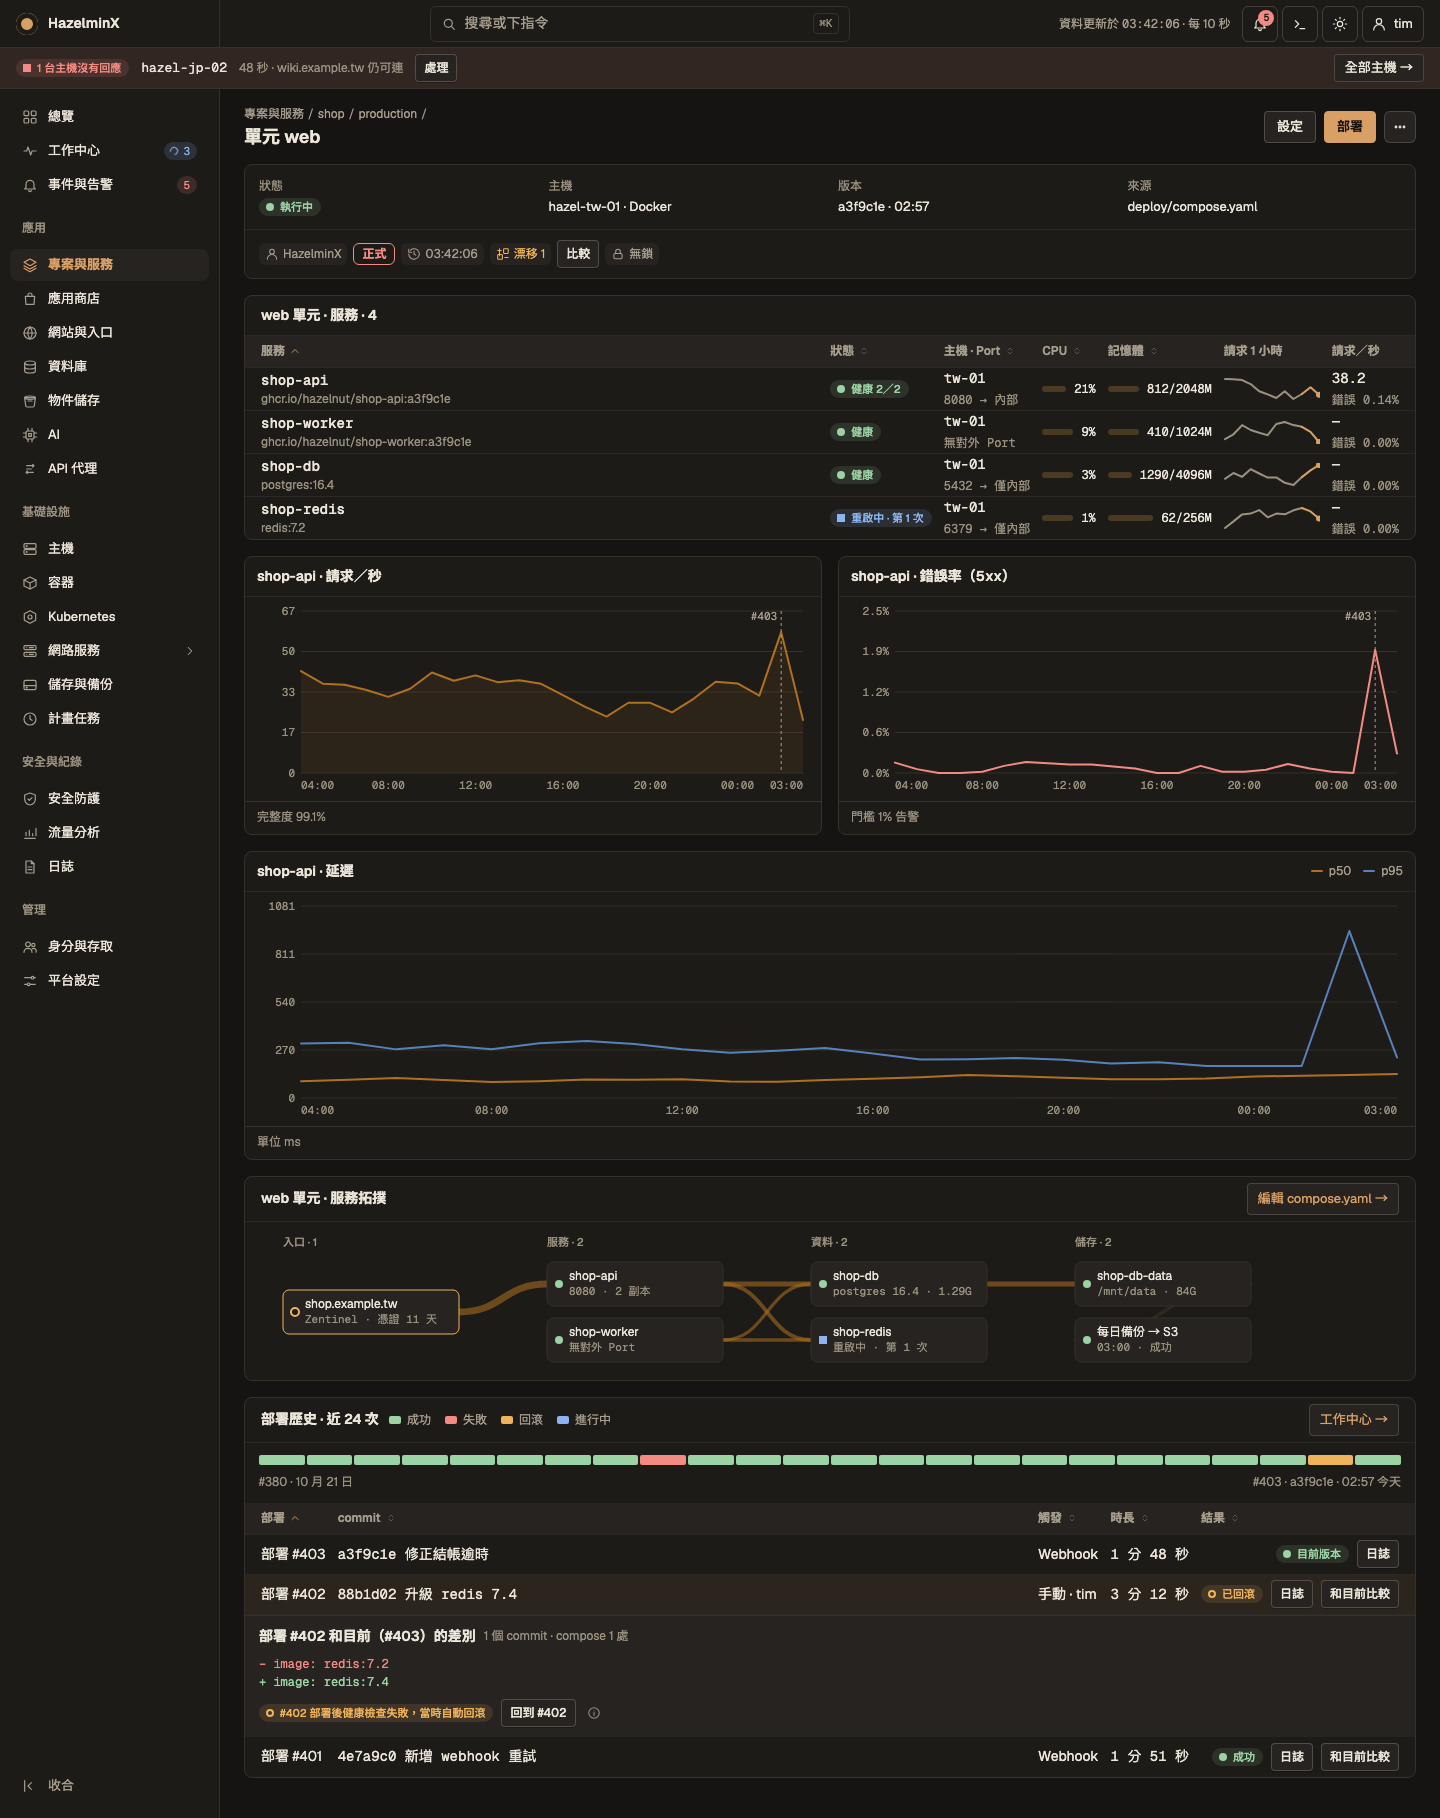 HazelminX
搜尋或下指令
⌘K
資料更新於 03:42:06 · 每 10 秒
5
tim
1 台主機沒有回應
hazel-jp-02
48 秒 · wiki.example.tw 仍可連
處理
全部主機 →
總覽
工作中心
3
事件與告警
5
應用
專案與服務
應用商店
網站與入口
資料庫
物件儲存
AI
API 代理
基礎設施
主機
容器
Kubernetes
網路服務
儲存與備份
計畫任務
安全與紀錄
安全防護
流量分析
日誌
管理
身分與存取
平台設定
收合
專案與服務 / shop / production /
單元 web
設定
部署
狀態
執行中
主機
hazel-tw-01 · Docker
版本
a3f9c1e · 02:57
來源
deploy/compose.yaml
HazelminX
正式
03:42:06
漂移 1
比較
無鎖
web 單元 · 服務 · 4
服務 狀態 主機 · Port CPU 記憶體 請求 1 小時 請求／秒
shop-api
ghcr.io/hazelnut/shop-api:a3f9c1e
健康 2／2
tw-01
8080 → 內部
21%
812/2048M
38.2
錯誤 0.14%
shop-worker
ghcr.io/hazelnut/shop-worker:a3f9c1e
健康
tw-01
無對外 Port
9%
410/1024M
—
錯誤 0.00%
shop-db
postgres:16.4
健康
tw-01
5432 → 僅內部
3%
1290/4096M
—
錯誤 0.00%
shop-redis
redis:7.2
重啟中 · 第 1 次
tw-01
6379 → 僅內部
1%
62/256M
—
錯誤 0.00%
shop-api · 請求／秒
67
50
33
17
0
#403
04:00 08:00 12:00 16:00 20:00 00:00 03:00
完整度 99.1%
shop-api · 錯誤率（5xx）
2.5%
1.9%
1.2%
0.6%
0.0%
#403
04:00 08:00 12:00 16:00 20:00 00:00 03:00
門檻 1% 告警
shop-api · 延遲
p50
p95
1081
811
540
270
0
04:00 08:00 12:00 16:00 20:00 00:00 03:00
單位 ms
web 單元 · 服務拓撲
編輯 compose.yaml →
入口 · 1
shop.example.tw
Zentinel · 憑證 11 天
服務 · 2
shop-api
8080 · 2 副本
shop-worker
無對外 Port
資料 · 2
shop-db
postgres 16.4 · 1.29G
shop-redis
重啟中 · 第 1 次
儲存 · 2
shop-db-data
/mnt/data · 84G
每日備份 → S3
03:00 · 成功
部署歷史 · 近 24 次
成功
失敗
回滾
進行中
工作中心 →
#380 · 10 月 21 日
#403 · a3f9c1e · 02:57 今天
部署 commit 觸發 時長 結果
部署 #403 a3f9c1e 修正結帳逾時 Webhook 1 分 48 秒 目前版本 日誌
部署 #402 88b1d02 升級 redis 7.4 手動 · tim 3 分 12 秒 已回滾 日誌 和目前比較
部署 #402 和目前（#403）的差別 1 個 commit · compose 1 處
- image: redis:7.2
+ image: redis:7.4
#402 部署後健康檢查失敗，當時自動回滾
回到 #402
部署 #401 4e7a9c0 新增 webhook 重試 Webhook 1 分 51 秒 成功 日誌 和目前比較